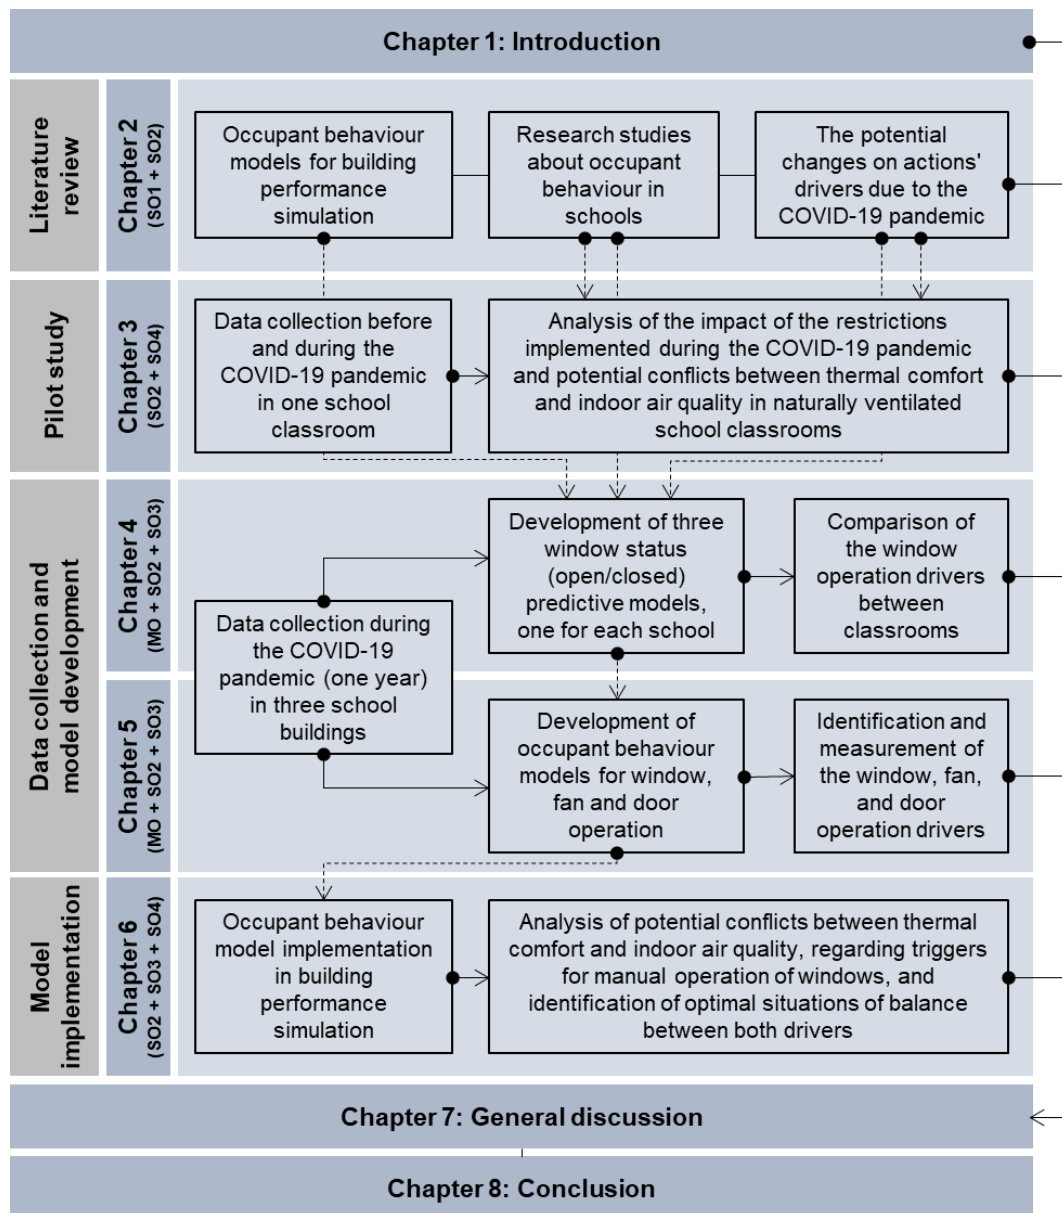 Chapter 1: Introduction
Literature
review
Chapter 2
(SO1 + SO2)
Occupant behaviour
models for building
performance
simulation
Research studies
about occupant
behaviour in
schools
The potential
changes on actions'
drivers due to the
COVID-19 pandemic
Pilot study
Chapter 3
(SO2 + SO4)
Data collection before
and during the
COVID-19 pandemic
in one school
classroom
Analysis of the impact of the restrictions
implemented during the COVID-19 pandemic
and potential conflicts between thermal comfort
and indoor air quality in naturally ventilated
school classrooms
Data collection and
model development
Chapter 4
(MO + SO2 + SO3)
Development of three
window status
(open/closed)
predictive models,
one for each school
Comparison of
the window
operation drivers
between
classrooms
Data collection during
the COVID-19
pandemic (one year)
in three school
buildings
Chapter 5
(MO + SO2 + SO3)
Development of
occupant behaviour
models for window,
fan and door
operation
Identification and
measurement of
the window, fan,
and door
operation drivers
Model
implementation
Chapter 6
(SO2 + SO3 + SO4)
Occupant behaviour
model implementation
in building
performance
simulation
Analysis of potential conflicts between thermal
comfort and indoor air quality, regarding triggers
for manual operation of windows, and
identification of optimal situations of balance
between both drivers
Chapter 7: General discussion
Chapter 8: Conclusion